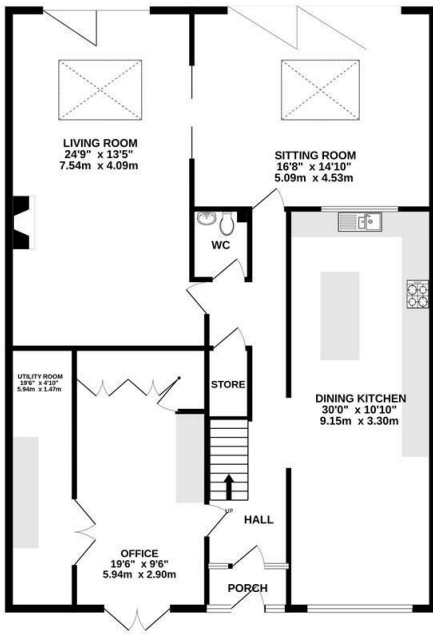 LIVING ROOM
24'9" x 13'5"
7.54m x 4.09m
SITTING ROOM
16'8" x 14'10"
5.09m x 4.53m
WC
STORE
UTILITY ROOM
19'6" x 4'10"
5.94m x 1.47m
DINING KITCHEN
30'0" x 10'10"
9.15m x 3.30m
UP
HALL
OFFICE
19'6" x 9'6"
5.94m x 2.90m
PORCH